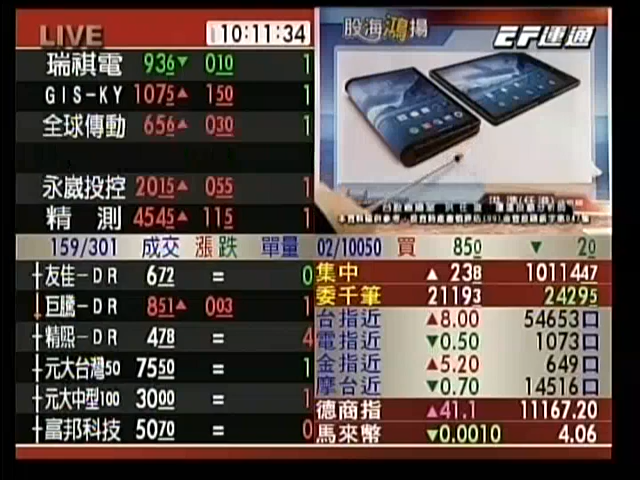 LIVE 10:11:34
瑞祺電 936▼ 010 1
GIS-KY 1075▲ 150 1
全球傳動 656▲ 030 1
永崴投控 2015▲ 055 1
精 測 4545▲ 115 1
159/301 成交 漲跌 單量
友佳-DR 672 = 0
巨騰-DR 851▲ 003 1
精熙-DR 478 = 4
元大台灣50 7550 = 1
元大中型100 3000 = 1
富邦科技 5070 = 0
股海鴻揚
運通
02/10050 買 850 ▼ 20
集中 ▲ 238 1011447
委千筆 21193 24295
台指近 ▲8.00 54653口
電指近 ▼0.50 1073口
金指近 ▲5.20 649口
摩台近 ▼0.70 14516口
德商指 ▲41.1 11167.20
馬來幣 ▼0.0010 4.06